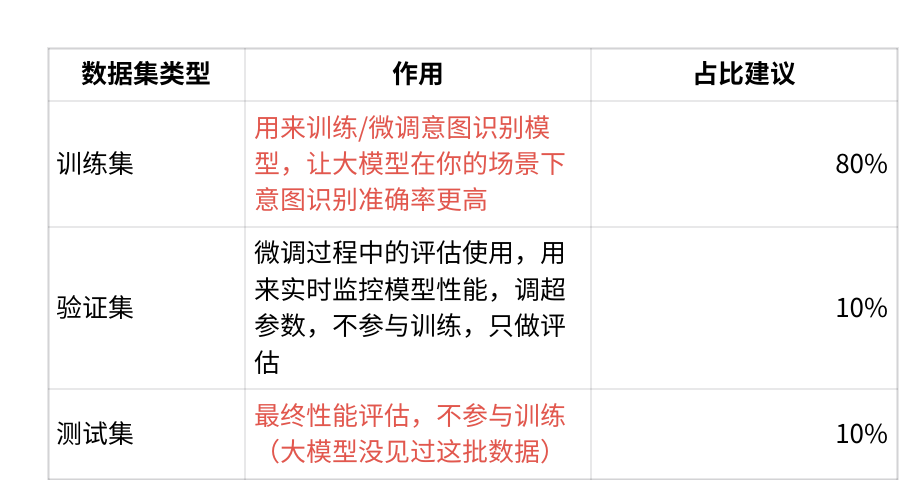 数据集类型 作用 占比建议
用来训练/微调意图识别模
型，让大模型在你的场景下
意图识别准确率更高
训练集
80%
微调过程中的评估使用，用
来实时监控模型性能，调超
参数，不参与训练，只做评
估
验证集
10%
最终性能评估，不参与训练
（大模型没见过这批数据）
测试集
10%